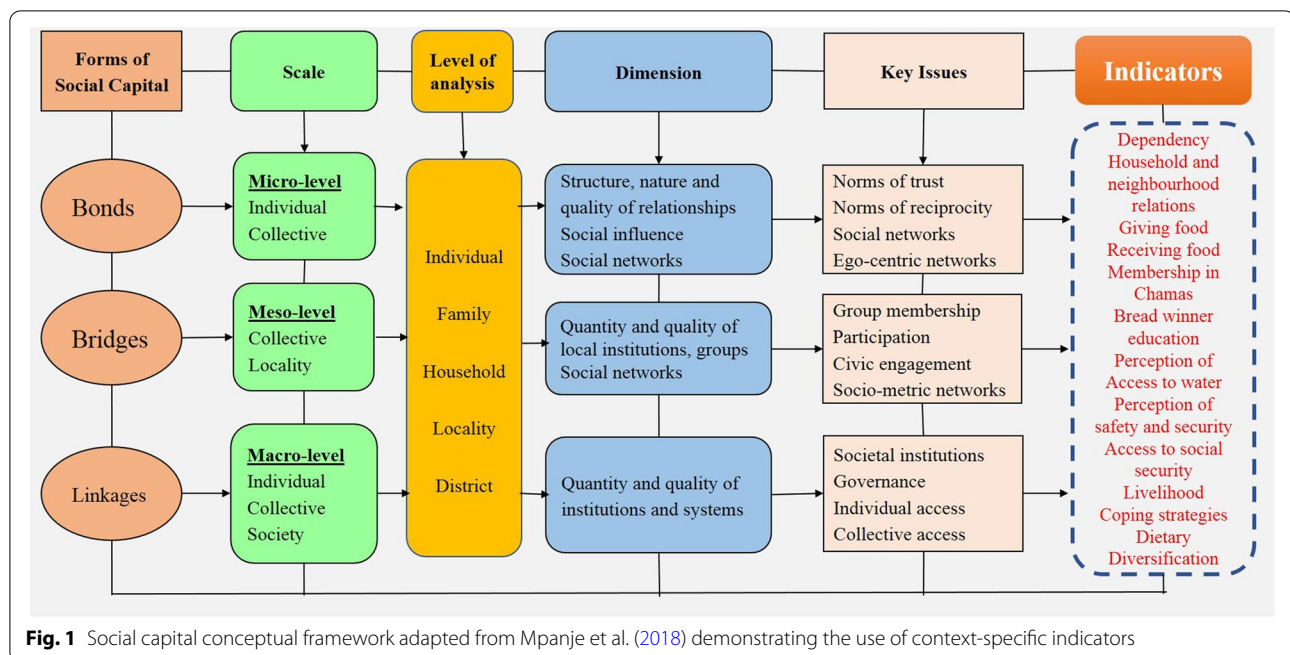 Forms of
Social Capital
Scale
Level of
analysis
Dimension
Key Issues
Indicators
Bonds
Micro-level
Individual
Collective
Structure, nature and
quality of relationships
Social influence
Social networks
Norms of trust
Norms of reciprocity
Social networks
Ego-centric networks
Bridges
Meso-level
Collective
Locality
Quantity and quality of
local institutions, groups
Social networks
Group membership
Participation
Civic engagement
Socio-metric networks
Linkages
Macro-level
Individual
Collective
Society
Quantity and quality of
institutions and systems
Societal institutions
Governance
Individual access
Collective access
Individual
Family
Household
Locality
District
Dependency
Household and
neighbourhood
relations
Giving food
Receiving food
Membership in
Chamas
Bread winner
education
Perception of
Access to water
Perception of
safety and security
Access to social
security
Livelihood
Coping strategies
Dietary
Diversification
Fig. 1 Social capital conceptual framework adapted from Mpanje et al. (2018) demonstrating the use of context-specific indicators